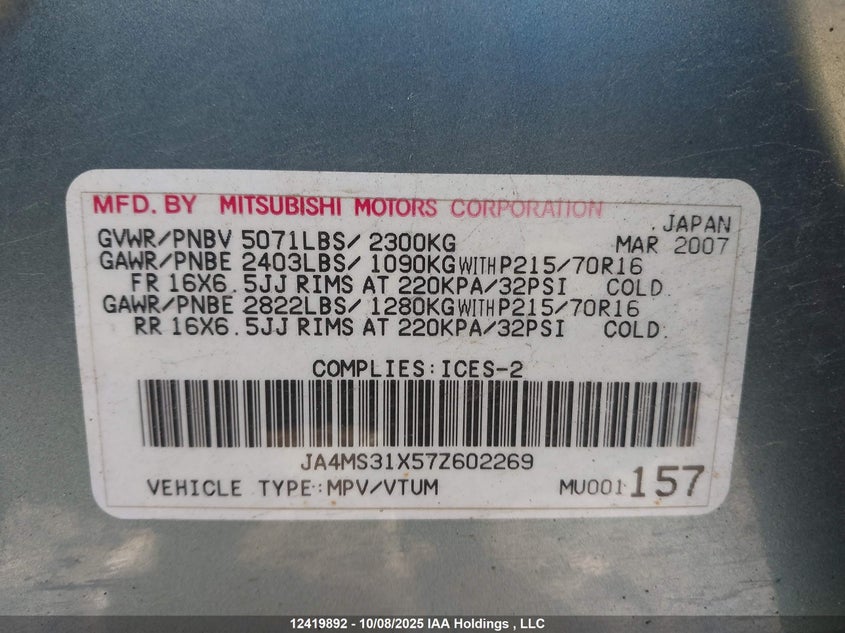 MFD. BY MITSUBISHI MOTORS CORPORATION
JAPAN
GVWR/PNBV 5071LBS/ 2300KG MAR 2007
GAWR/PNBE 2403LBS/ 1090KG WITH P215/70R16
FR 16X6.5JJ RIMS AT 220KPA/32PSI COLD
GAWR/PNBE 2822LBS/ 1280KG WITH P215/70R16
RR 16X6.5JJ RIMS AT 220KPA/32PSI COLD
COMPLIES:ICES-2
JA4MS31X57Z602269
VEHICLE TYPE:MPV/VTUM MU001157
12419892 - 10/08/2025 IAA Holdings , LLC